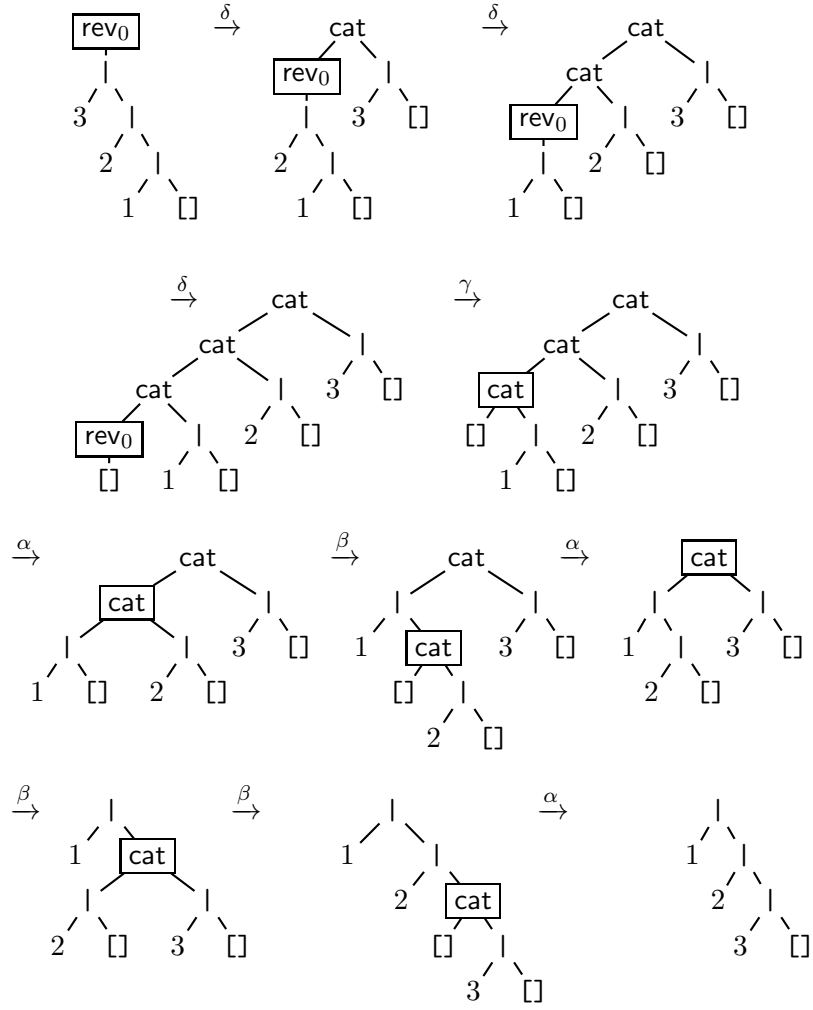 rev₀ δ→ cat δ→ cat
| rev₀ | cat |
3 | | 3 [] rev₀ | 3 []
2 | 2 | | 2 []
1 [] 1 [] 1 []
δ→ cat γ→ cat
cat | cat |
cat | 3 [] cat | 3 []
rev₀ | 2 [] [] | 2 []
[] 1 [] 1 []
α→ cat β→ cat α→ cat
cat | | | | |
| | 3 [] 1 cat 3 [] 1 | 3 []
1 [] 2 [] [] | 2 []
2 []
β→ | β→ | α→ |
1 cat 1 | 1 |
| | 2 cat 2 |
2 [] 3 [] [] | 3 []
3 []